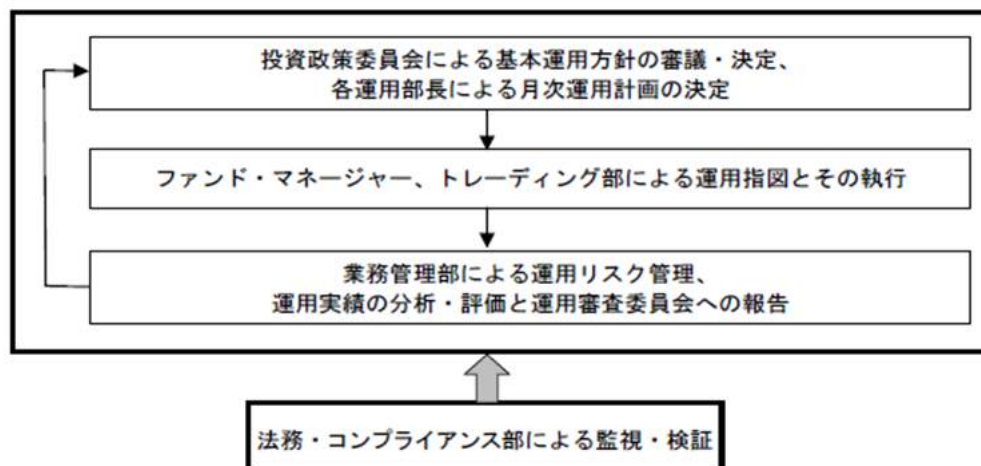 投資政策委員会による基本運用方針の審議・決定、
各運用部長による月次運用計画の決定
ファンド・マネージャー、トレーディング部による運用指図とその執行
業務管理部による運用リスク管理、
運用実績の分析・評価と運用審査委員会への報告
法務・コンプライアンス部による監視・検証